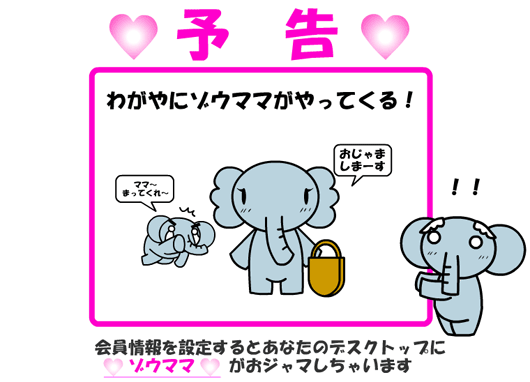 予 告
わがやにゾウママがやってくる！
おじゃま
しまーす
ママ～
まってくれ～
！！
会員情報を設定するとあなたのデスクトップに
ゾウママ がおジャマしちゃいます